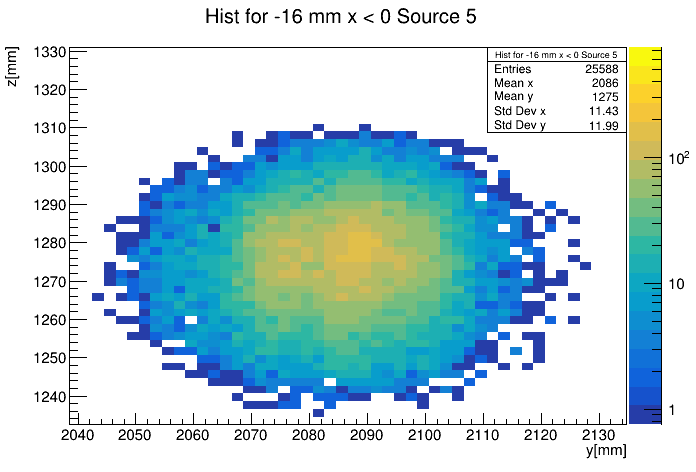 Hist for -16 mm x < 0 Source 5
z[mm]
1330
1320
1310
1300
1290
1280
1270
1260
1250
1240
Hist for -16 mm x < 0 Source 5
Entries 25588
Mean x 2086
Mean y 1275
Std Dev x 11.43
Std Dev y 11.99
10²
10
1
2040 2050 2060 2070 2080 2090 2100 2110 2120 2130
y[mm]